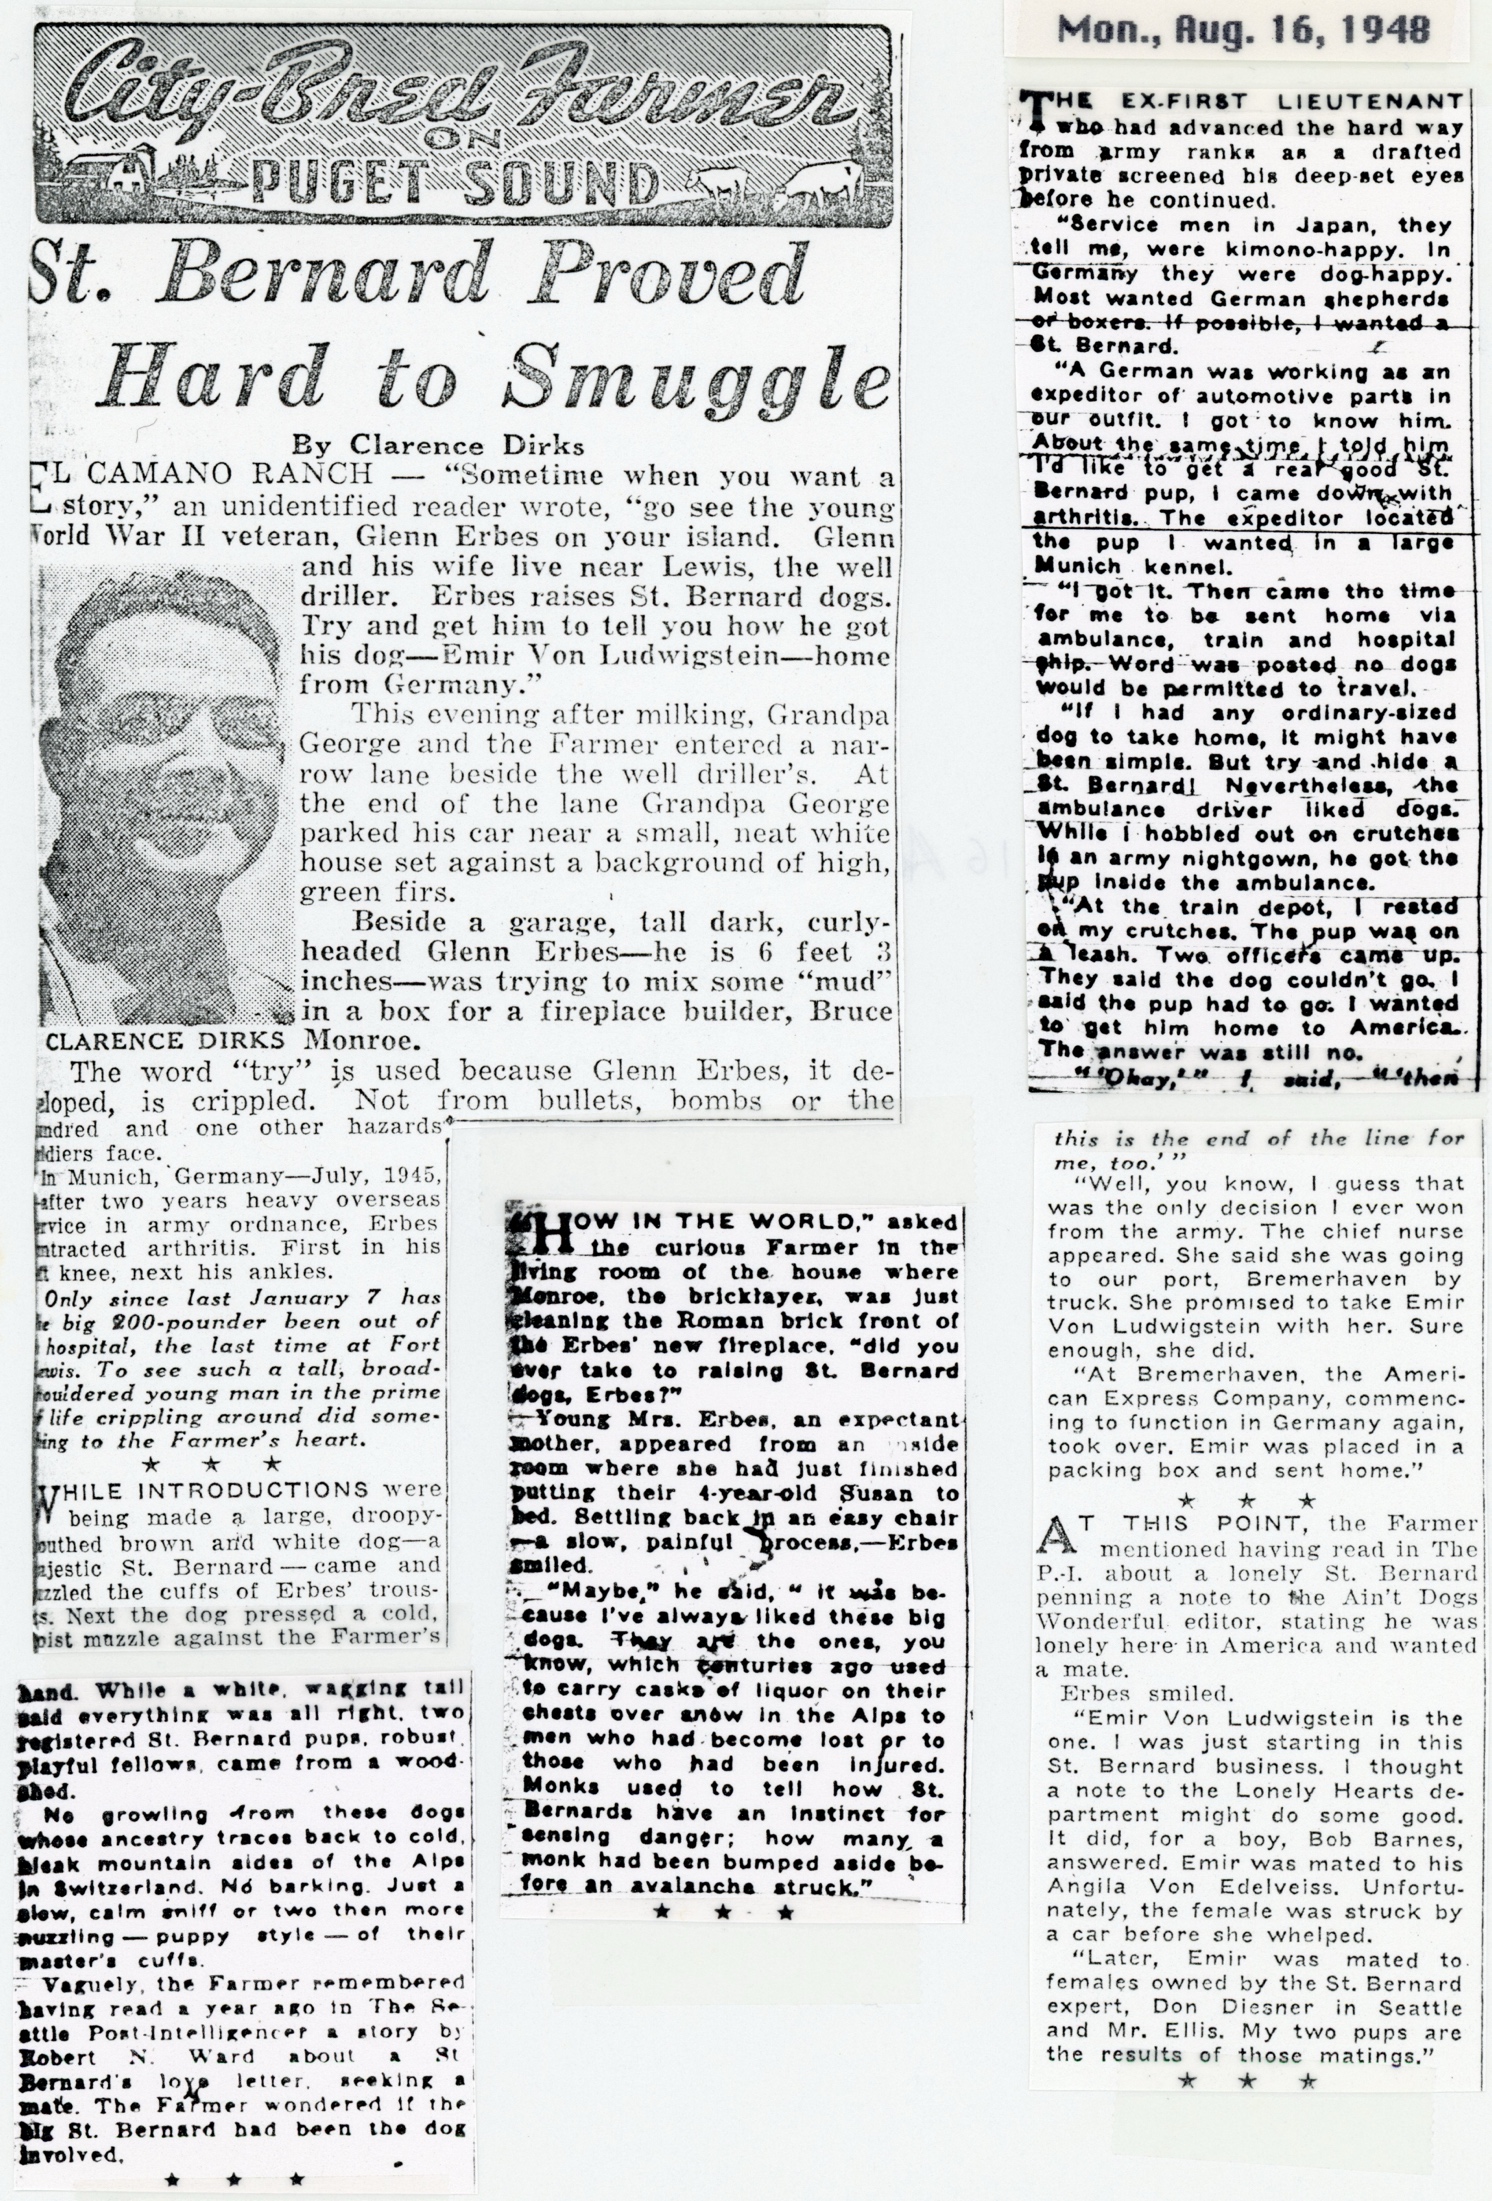 City-Bred Farmer
ON
PUGET SOUND
St. Bernard Proved
Hard to Smuggle
By Clarence Dirks
EL CAMANO RANCH — "Sometime when you want a
story," an unidentified reader wrote, "go see the young
World War II veteran, Glenn Erbes on your island. Glenn
and his wife live near Lewis, the well
driller. Erbes raises St. Bernard dogs.
Try and get him to tell you how he got
his dog—Emir Von Ludwigstein—home
from Germany."
This evening after milking, Grandpa
George and the Farmer entered a nar-
row lane beside the well driller's. At
the end of the lane Grandpa George
parked his car near a small, neat white
house set against a background of high,
green firs.
Beside a garage, tall dark, curly-
headed Glenn Erbes—he is 6 feet 3
inches—was trying to mix some "mud"
in a box for a fireplace builder, Bruce
CLARENCE DIRKS Monroe.
The word "try" is used because Glenn Erbes, it de-
eloped, is crippled. Not from bullets, bombs or the
ndred and one other hazards
ldiers face.
In Munich, Germany—July, 1945,
after two years heavy overseas
rvice in army ordnance, Erbes
ntracted arthritis. First in his
t knee, next his ankles.
Only since last January 7 has
e big 200-pounder been out of
hospital, the last time at Fort
ewis. To see such a tall, broad-
ouldered young man in the prime
f life crippling around did some-
ing to the Farmer's heart.
★ ★ ★
WHILE INTRODUCTIONS were
being made a large, droopy-
outhed brown and white dog—a
ajestic St. Bernard — came and
zzled the cuffs of Erbes' trous-
s. Next the dog pressed a cold,
oist muzzle against the Farmer's
hand. While a white, wagging tail
said everything was all right, two
registered St. Bernard pups, robust,
playful fellows, came from a wood-
shed.
No growling from these dogs
whose ancestry traces back to cold,
bleak mountain sides of the Alps
in Switzerland. No barking. Just a
slow, calm sniff or two then more
nuzzling — puppy style — of their
master's cuffs.
Vaguely, the Farmer remembered
having read a year ago in The Se-
attle Post-Intelligencer a story by
Robert N. Ward about a St
Bernard's love letter, seeking a
mate. The Farmer wondered if the
big St. Bernard had been the dog
involved.
★ ★ ★
"HOW IN THE WORLD," asked
the curious Farmer in the
living room of the house where
Monroe, the bricklayer, was just
cleaning the Roman brick front of
the Erbes' new fireplace, "did you
ever take to raising St. Bernard
dogs, Erbes?"
Young Mrs. Erbes, an expectant
mother, appeared from an inside
room where she had just finished
putting their 4-year-old Susan to
bed. Settling back in an easy chair
—a slow, painful process,—Erbes
smiled.
"Maybe," he said, " it was be-
cause I've always liked these big
dogs. They are the ones, you
know, which centuries ago used
to carry casks of liquor on their
chests over snow in the Alps to
men who had become lost or to
those who had been injured.
Monks used to tell how St.
Bernards have an instinct for
sensing danger; how many a
monk had been bumped aside be-
fore an avalanche struck."
★ ★ ★
Mon., Aug. 16, 1948
THE EX-FIRST LIEUTENANT
who had advanced the hard way
from army ranks as a drafted
private screened his deep-set eyes
before he continued.
"Service men in Japan, they
tell me, were kimono-happy. In
Germany they were dog-happy.
Most wanted German shepherds
or boxers. If possible, I wanted a
St. Bernard.
"A German was working as an
expeditor of automotive parts in
our outfit. I got to know him.
About the same time I told him
I'd like to get a real good St.
Bernard pup, I came down with
arthritis. The expeditor located
the pup I wanted in a large
Munich kennel.
"I got it. Then came the time
for me to be sent home via
ambulance, train and hospital
ship. Word was posted no dogs
would be permitted to travel.
"If I had any ordinary-sized
dog to take home, it might have
been simple. But try and hide a
St. Bernard! Nevertheless, the
ambulance driver liked dogs.
While I hobbled out on crutches
in an army nightgown, he got the
pup inside the ambulance.
"At the train depot, I rested
on my crutches. The pup was on
a leash. Two officers came up.
They said the dog couldn't go. I
said the pup had to go. I wanted
to get him home to America.
The answer was still no.
" 'Okay,' " I said, " 'then
this is the end of the line for
me, too.' "
"Well, you know, I guess that
was the only decision I ever won
from the army. The chief nurse
appeared. She said she was going
to our port, Bremerhaven by
truck. She promised to take Emir
Von Ludwigstein with her. Sure
enough, she did.
"At Bremerhaven, the Ameri-
can Express Company, commenc-
ing to function in Germany again,
took over. Emir was placed in a
packing box and sent home."
★ ★ ★
AT THIS POINT, the Farmer
mentioned having read in The
P.-I. about a lonely St. Bernard
penning a note to the Ain't Dogs
Wonderful editor, stating he was
lonely here in America and wanted
a mate.
Erbes smiled.
"Emir Von Ludwigstein is the
one. I was just starting in this
St. Bernard business. I thought
a note to the Lonely Hearts de-
partment might do some good.
It did, for a boy, Bob Barnes,
answered. Emir was mated to his
Angila Von Edelveiss. Unfortu-
nately, the female was struck by
a car before she whelped.
"Later, Emir was mated to
females owned by the St. Bernard
expert, Don Diesner in Seattle
and Mr. Ellis. My two pups are
the results of those matings."
★ ★ ★